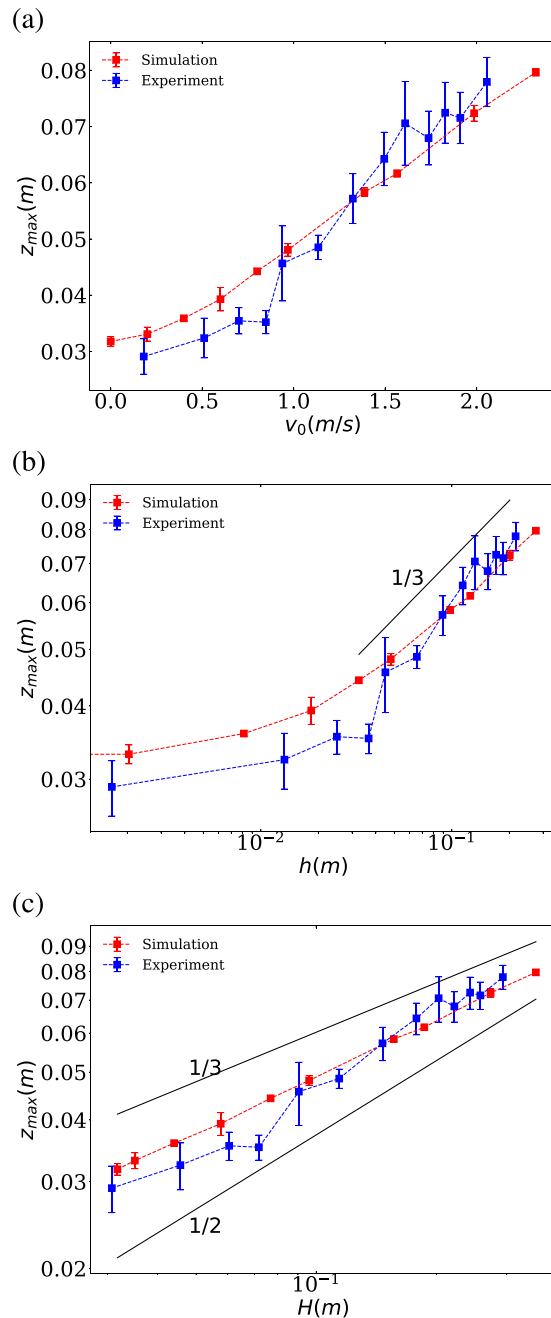 (a)
Simulation
Experiment
0.08
0.07
0.06
0.05
0.04
0.03
z_max(m)
0.0 0.5 1.0 1.5 2.0
v_0(m/s)
(b)
Simulation
Experiment
0.09
0.08
0.07
0.06
0.05
0.04
0.03
z_max(m)
1/3
10^−2 10^−1
h(m)
(c)
Simulation
Experiment
0.09
0.08
0.07
0.06
0.05
0.04
0.03
0.02
z_max(m)
1/3
1/2
10^−1
H(m)